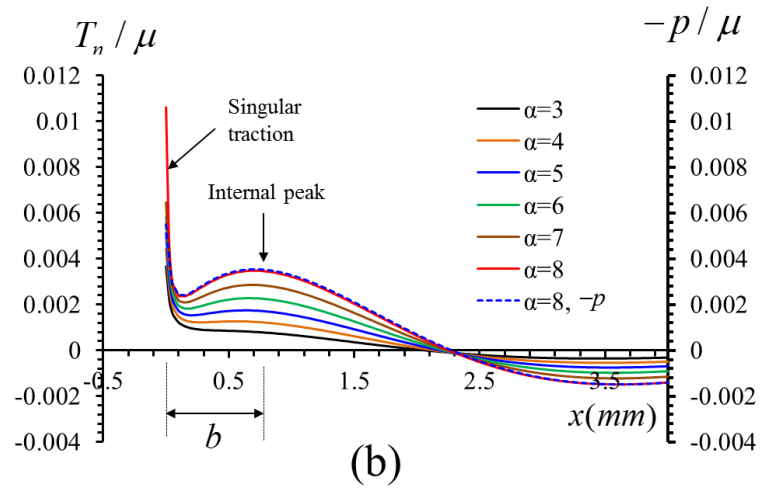 T_n / μ
−p / μ
0.012
0.01
0.008
0.006
0.004
0.002
0
-0.002
-0.004
-0.5
0.5
1.5
2.5
3.5
x(mm)
0.012
0.01
0.008
0.006
0.004
0.002
0
-0.002
-0.004
Singular
traction
Internal peak
α=3
α=4
α=5
α=6
α=7
α=8
α=8, −p
b
(b)